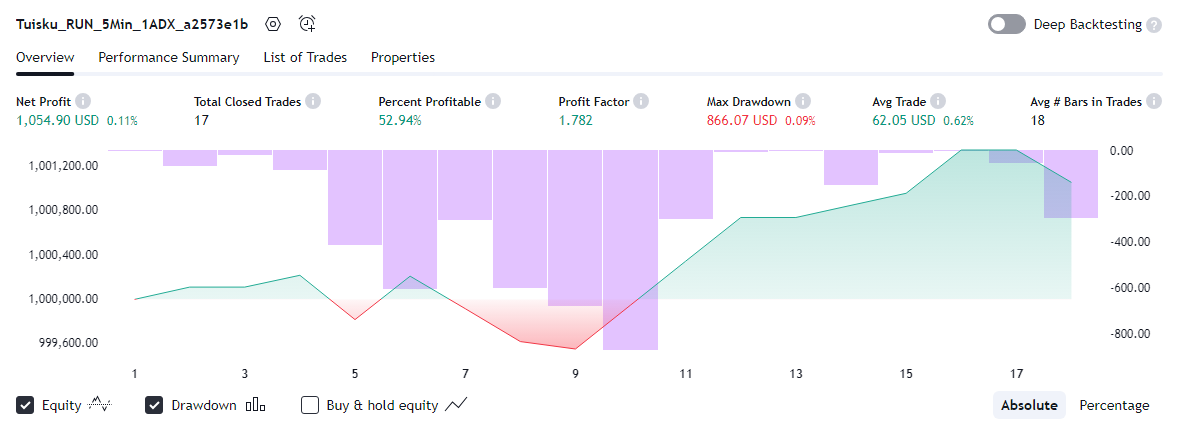 Tuisku_RUN_5Min_1ADX_a2573e1b Deep Backtesting ?
Overview Performance Summary List of Trades Properties
Net Profit Total Closed Trades Percent Profitable Profit Factor Max Drawdown Avg Trade Avg # Bars in Trades
1,054.90 USD 0.11% 17 52.94% 1.782 866.07 USD 0.09% 62.05 USD 0.62% 18
1,001,200.00 0.00
1,000,800.00 -200.00
1,000,400.00 -400.00
1,000,000.00 -600.00
999,600.00 -800.00
1 3 5 7 9 11 13 15 17
Equity Drawdown Buy & hold equity Absolute Percentage